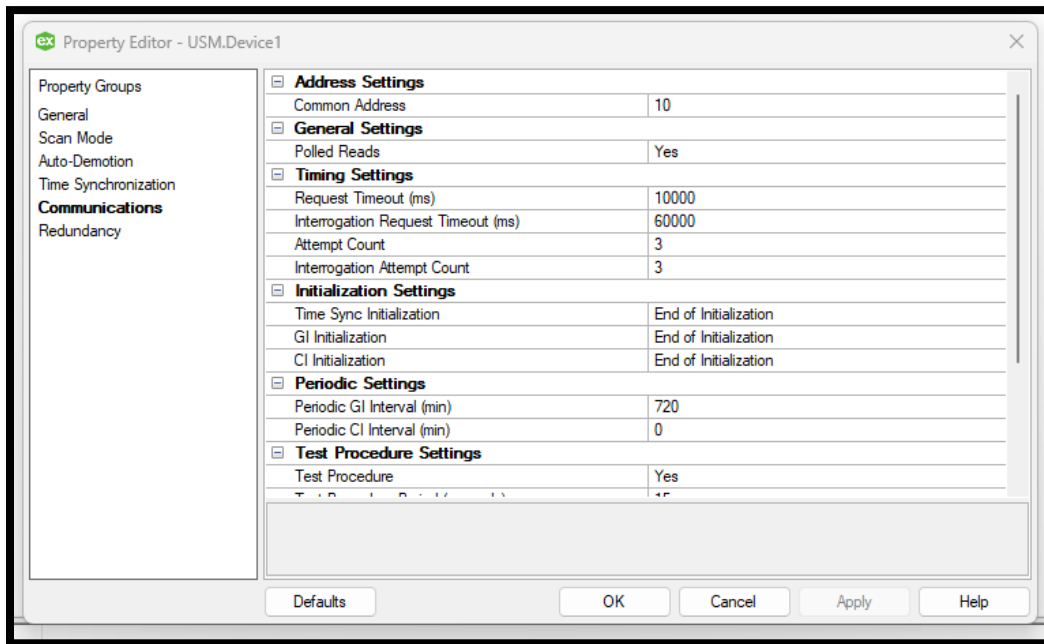 ex Property Editor - USM.Device1
Property Groups
General
Scan Mode
Auto-Demotion
Time Synchronization
Communications
Redundancy
Address Settings
Common Address 10
General Settings
Polled Reads Yes
Timing Settings
Request Timeout (ms) 10000
Interrogation Request Timeout (ms) 60000
Attempt Count 3
Interrogation Attempt Count 3
Initialization Settings
Time Sync Initialization End of Initialization
GI Initialization End of Initialization
CI Initialization End of Initialization
Periodic Settings
Periodic GI Interval (min) 720
Periodic CI Interval (min) 0
Test Procedure Settings
Test Procedure Yes
Defaults OK Cancel Apply Help